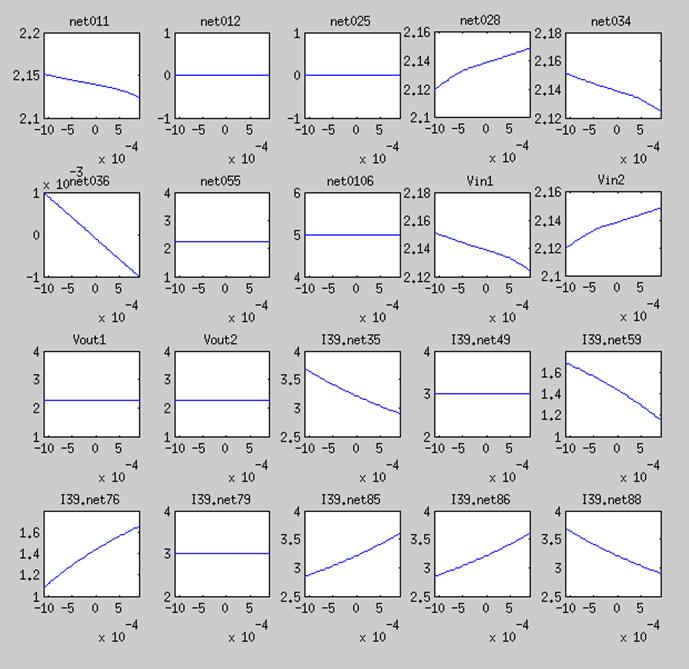 net011
2.2
2.15
2.1
-10 -5 0 5
x 10^-4
net012
1
0
-1
-10 -5 0 5
x 10^-4
net025
1
0
-1
-10 -5 0 5
x 10^-4
net028
2.16
2.14
2.12
2.1
-10 -5 0 5
x 10^-4
net034
2.18
2.16
2.14
2.12
-10 -5 0 5
x 10^-4
x 10^-3
net036
1
0
-1
-10 -5 0 5
x 10^-4
net055
4
3
2
1
-10 -5 0 5
x 10^-4
net0106
6
5
4
-10 -5 0 5
x 10^-4
Vin1
2.18
2.16
2.14
2.12
-10 -5 0 5
x 10^-4
Vin2
2.16
2.14
2.12
2.1
-10 -5 0 5
x 10^-4
Vout1
4
3
2
1
-10 -5 0 5
x 10^-4
Vout2
4
3
2
1
-10 -5 0 5
x 10^-4
I39.net35
4
3.5
3
2.5
-10 -5 0 5
x 10^-4
I39.net49
4
3
2
-10 -5 0 5
x 10^-4
I39.net59
1.6
1.4
1.2
1
-10 -5 0 5
x 10^-4
I39.net76
1.6
1.4
1.2
1
-10 -5 0 5
x 10^-4
I39.net79
4
3
2
-10 -5 0 5
x 10^-4
I39.net85
4
3.5
3
2.5
-10 -5 0 5
x 10^-4
I39.net86
4
3.5
3
2.5
-10 -5 0 5
x 10^-4
I39.net88
4
3.5
3
2.5
-10 -5 0 5
x 10^-4